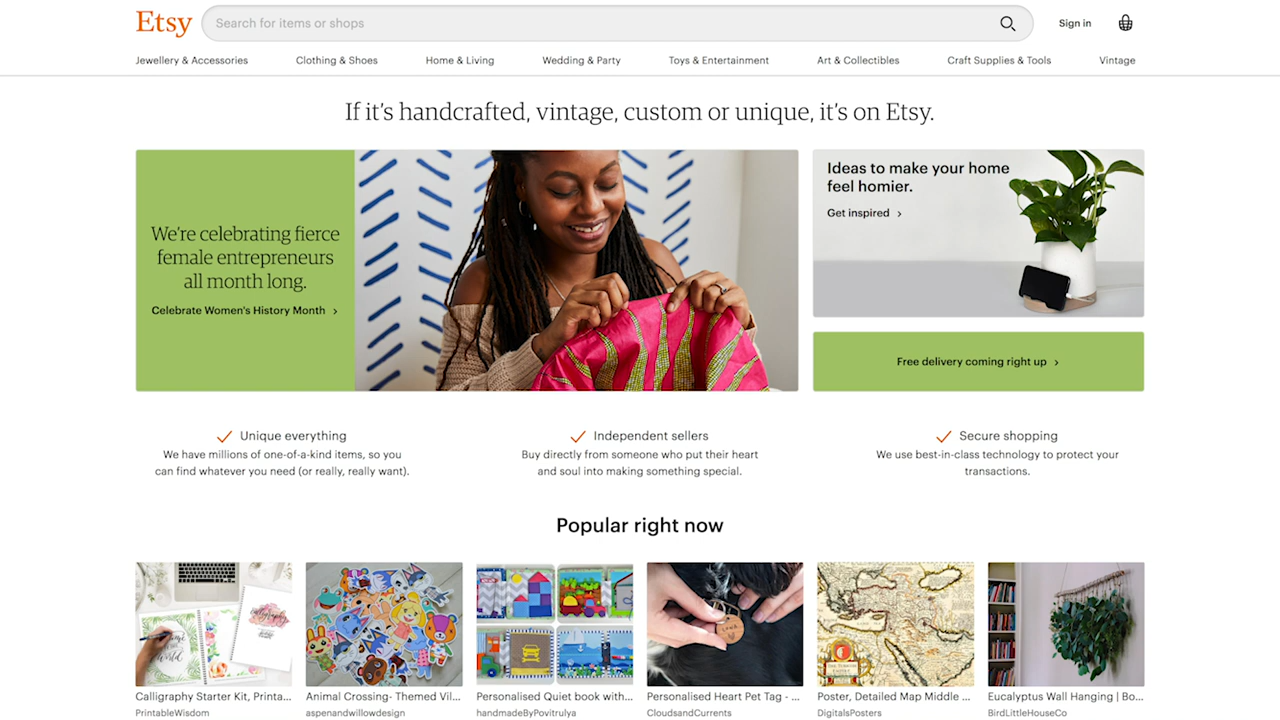 Etsy
Search for items or shops
Sign in
Jewellery & Accessories
Clothing & Shoes
Home & Living
Wedding & Party
Toys & Entertainment
Art & Collectibles
Craft Supplies & Tools
Vintage
If it's handcrafted, vintage, custom or unique, it's on Etsy.
We're celebrating fierce
female entrepreneurs
all month long.
Celebrate Women's History Month >
Ideas to make your home
feel homier.
Get inspired >
Free delivery coming right up >
Unique everything
We have millions of one-of-a-kind items, so you
can find whatever you need (or really, really want).
Independent sellers
Buy directly from someone who put their heart
and soul into making something special.
Secure shopping
We use best-in-class technology to protect your
transactions.
Popular right now
Calligraphy Starter Kit, Printa...
PrintableWisdom
Animal Crossing- Themed Vil...
aspenandwillowdesign
Personalised Quiet book with...
handmadeByPovitrulya
Personalised Heart Pet Tag - ...
CloudsandCurrents
Poster, Detailed Map Middle ...
DigitalsPosters
Eucalyptus Wall Hanging | Bo...
BirdLittleHouseCo